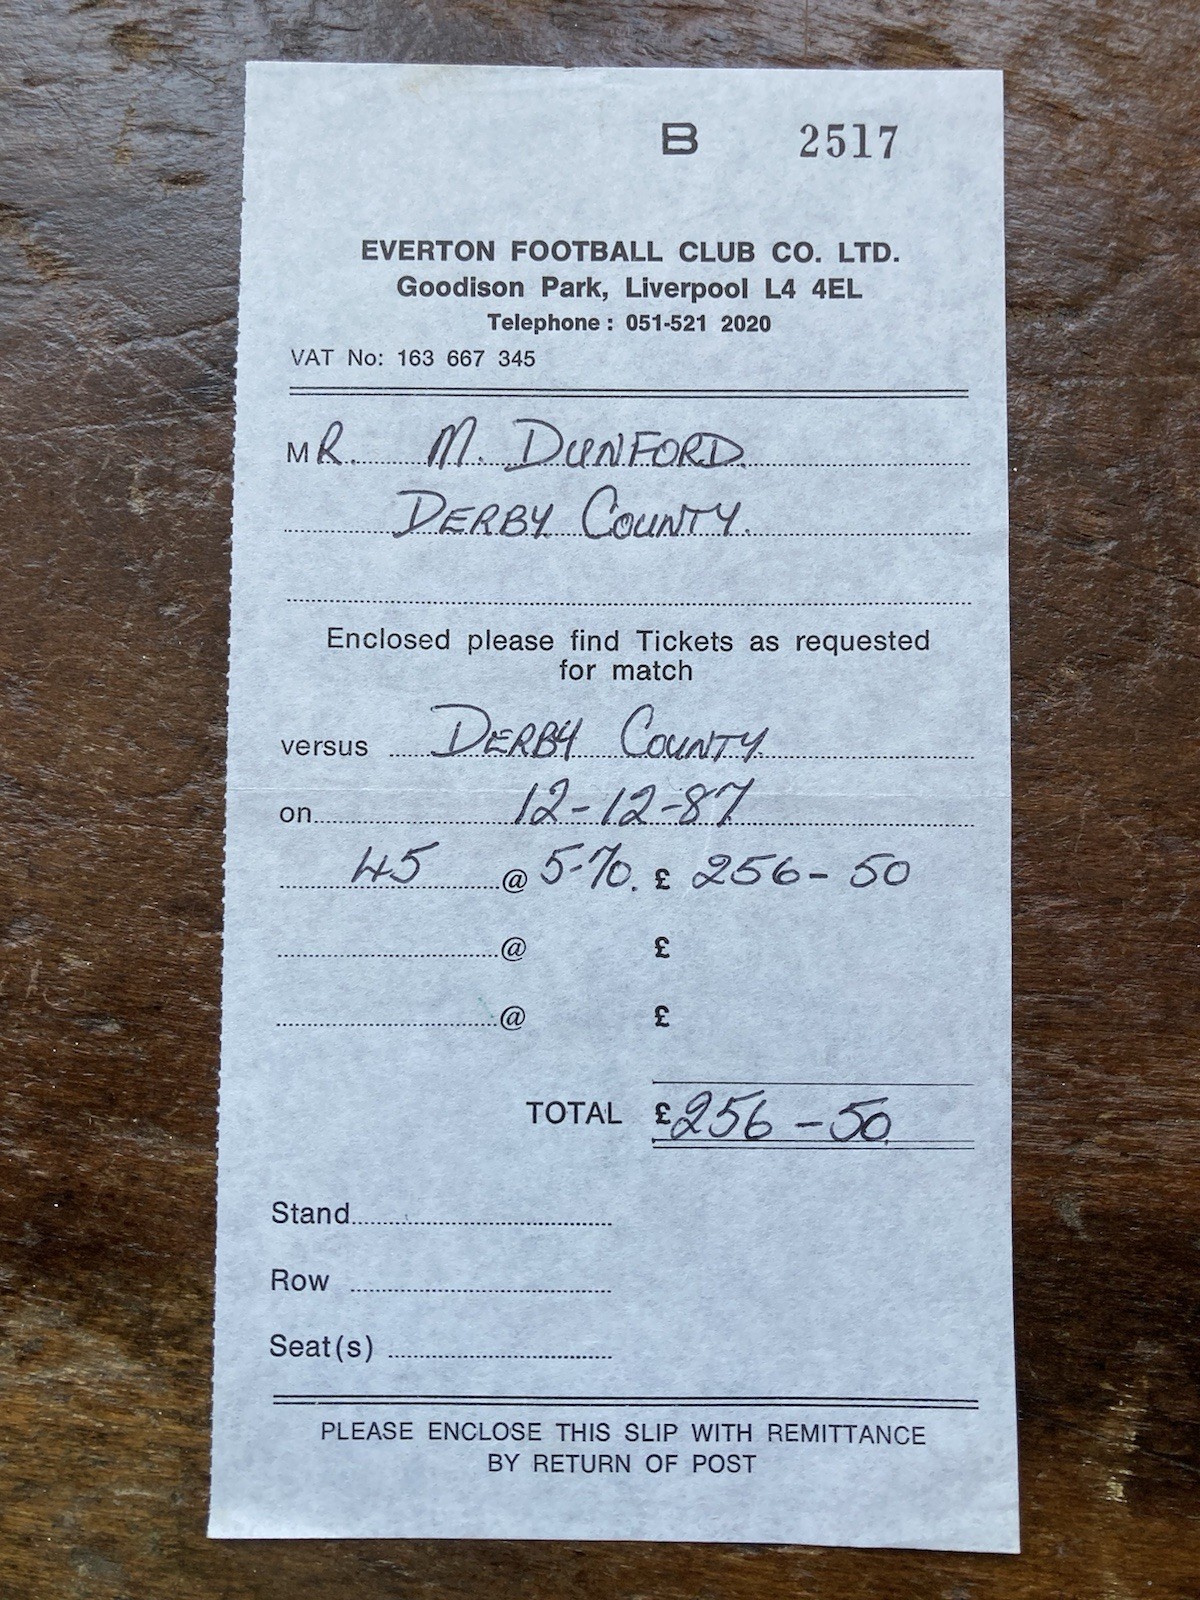 B 2517
EVERTON FOOTBALL CLUB CO. LTD.
Goodison Park, Liverpool L4 4EL
Telephone : 051-521 2020
VAT No: 163 667 345
MR. M. DUNFORD.
DERBY COUNTY.
Enclosed please find Tickets as requested
for match
versus DERBY COUNTY.
on 12-12-87
45 @ 5-70. £ 256- 50
@ £
@ £
TOTAL £256 - 50.
Stand
Row
Seat(s)
PLEASE ENCLOSE THIS SLIP WITH REMITTANCE
BY RETURN OF POST